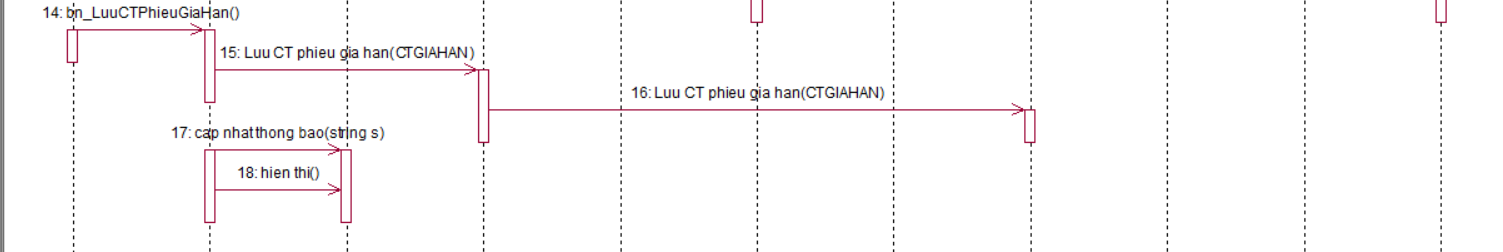 14: bn_LuuCTPhieuGiaHan()
15: Luu CT phieu gia han(CTGIAHAN)
16: Luu CT phieu gia han(CTGIAHAN)
17: cap nhat thong bao(string s)
18: hien thi()